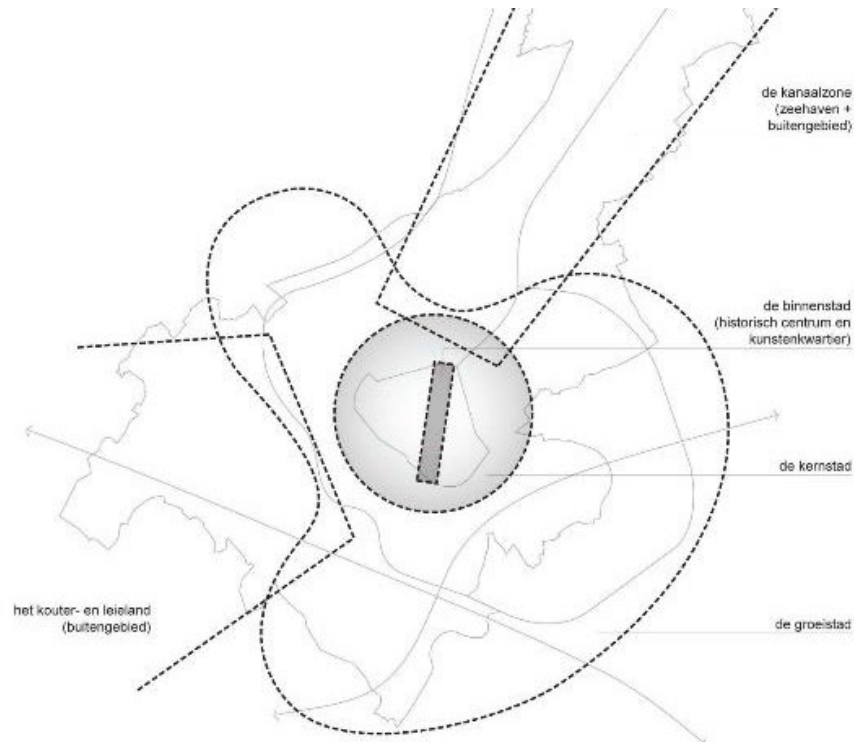 de kanaalzone
(zeehaven +
buitengebied)
de binnenstad
(historisch centrum en
kunstenkwartier)
de kernstad
het kouter- en leieland
(buitengebied)
de groeistad